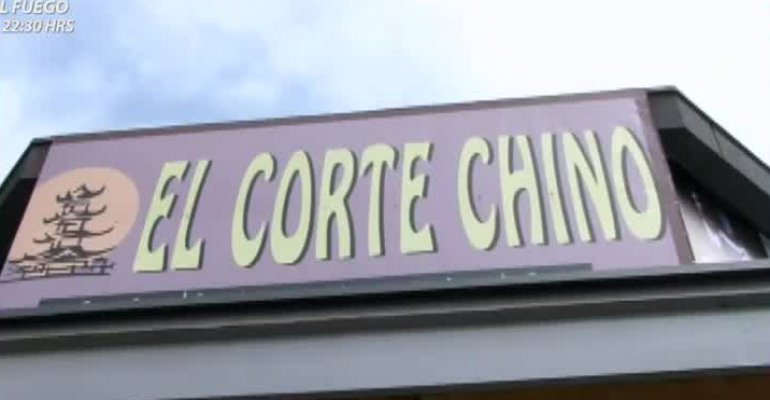 L FUEGO
22:30 HRS
EL CORTE CHINO